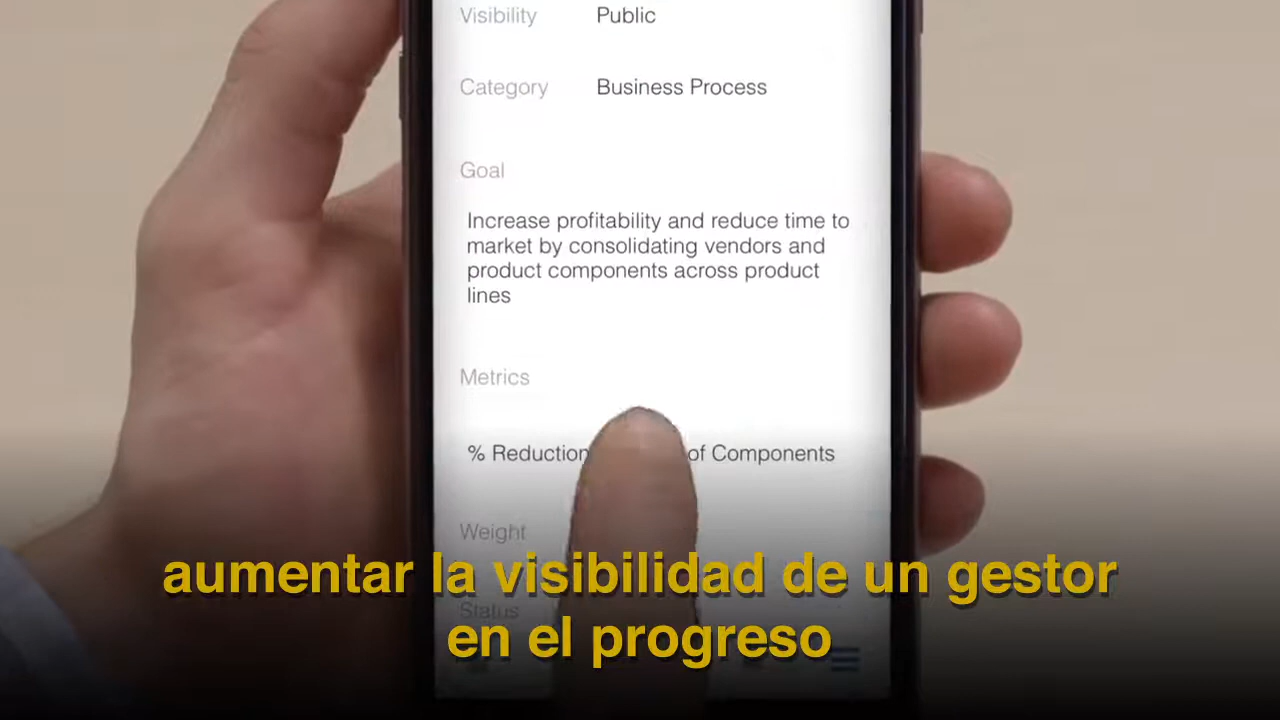 Visibility Public
Category Business Process
Goal
Increase profitability and reduce time to
market by consolidating vendors and
product components across product
lines
Metrics
% Reduction of Components
Weight
aumentar la visibilidad de un gestor
Status
en el progreso